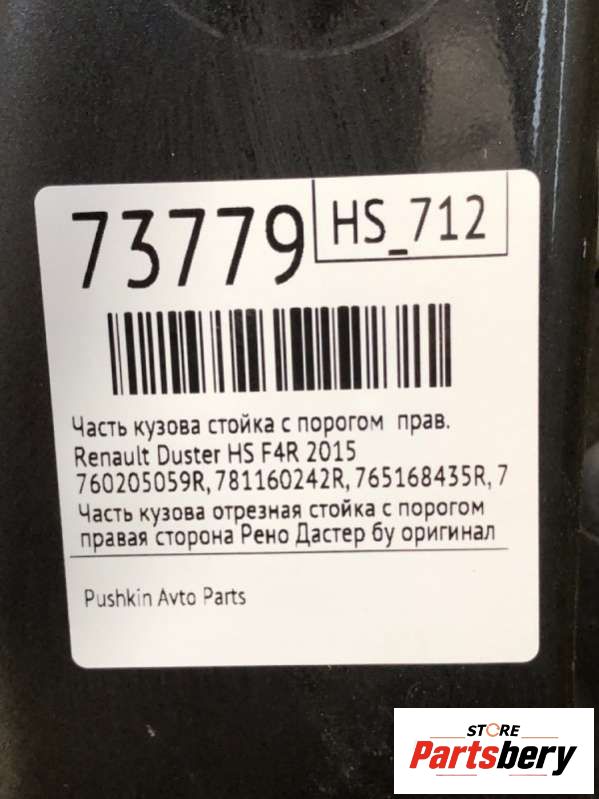 73779
HS_712
Часть кузова стойка с порогом прав.
Renault Duster HS F4R 2015
760205059R, 781160242R, 765168435R, 7
Часть кузова отрезная стойка с порогом
правая сторона Рено Дастер бу оригинал
Pushkin Avto Parts
STORE
Partsbery